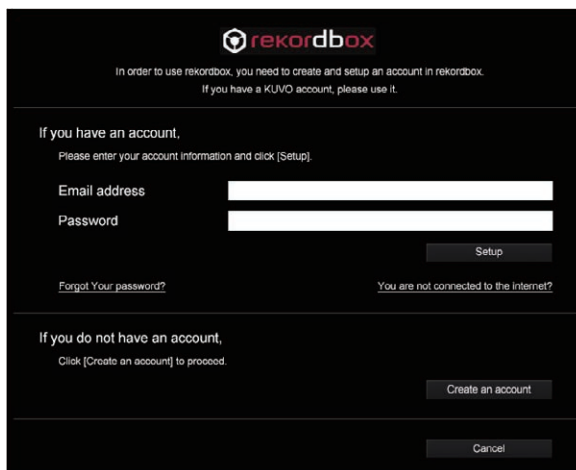 rekordbox
In order to use rekordbox, you need to create and setup an account in rekordbox.
If you have a KUVO account, please use it.
If you have an account,
Please enter your account information and click [Setup].
Email address
Password
Setup
Forgot Your password?
You are not connected to the internet?
If you do not have an account,
Click [Create an account] to proceed.
Create an account
Cancel